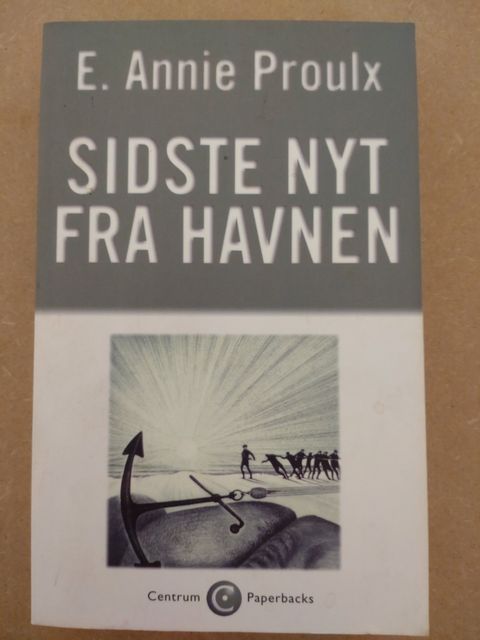 E. Annie Proulx
SIDSTE NYT
FRA HAVNEN
Centrum C Paperbacks